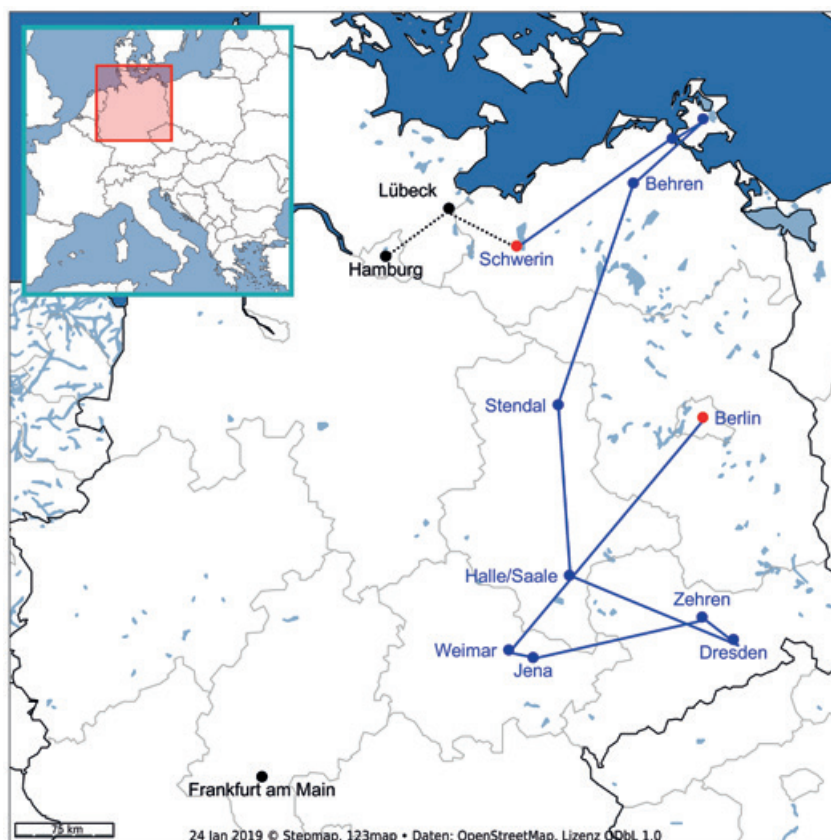 Lübeck
Behren
Schwerin
Hamburg
Stendal
Berlin
Halle/Saale
Zehren
Weimar
Jena
Dresden
Frankfurt am Main
75 km
24 Jan 2019 © Stepmap, 123map • Daten: OpenStreetMap, Lizenz ODbL 1.0